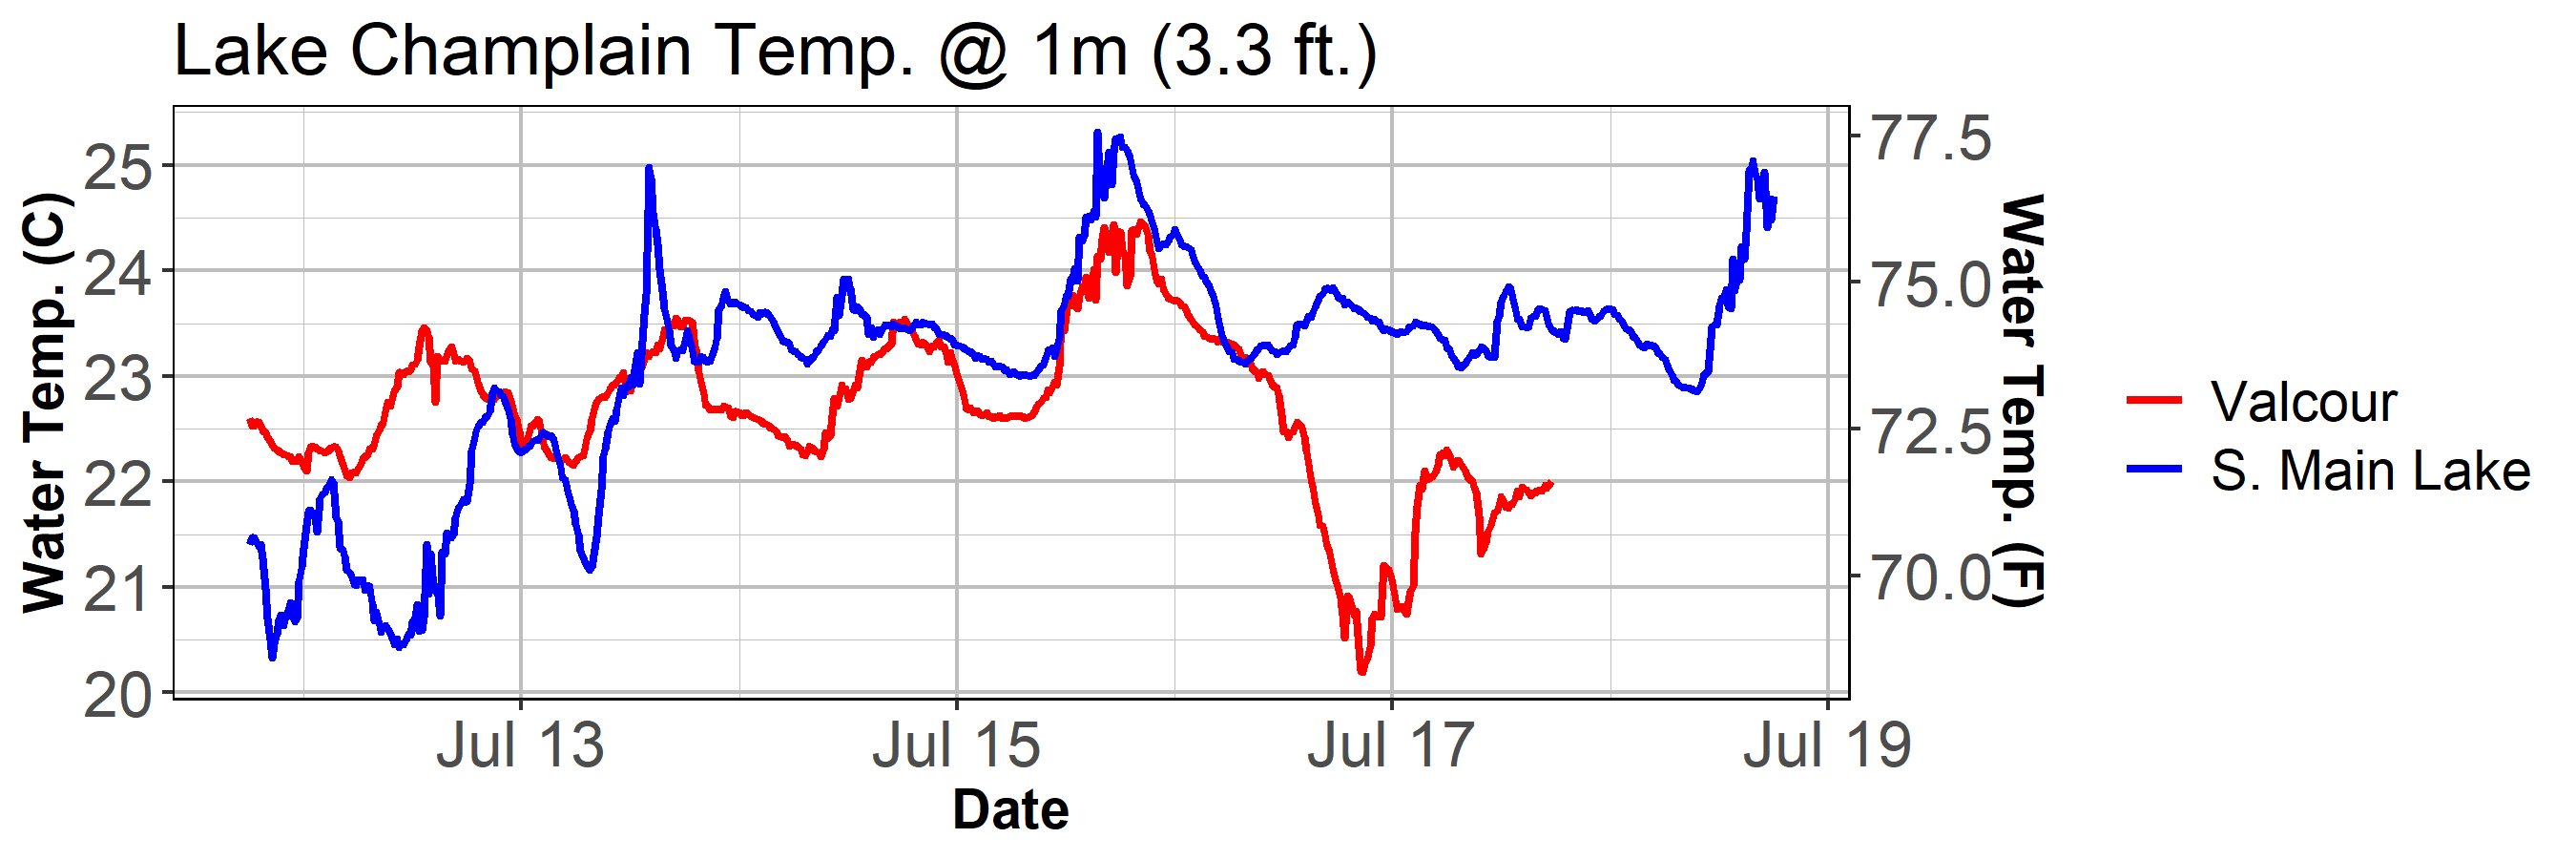 Lake Champlain Temp. @ 1m (3.3 ft.)
Water Temp. (C)
25
24
23
22
21
20
77.5
75.0
72.5
70.0
Water Temp. (F)
Jul 13
Jul 15
Jul 17
Jul 19
Date
Valcour
S. Main Lake